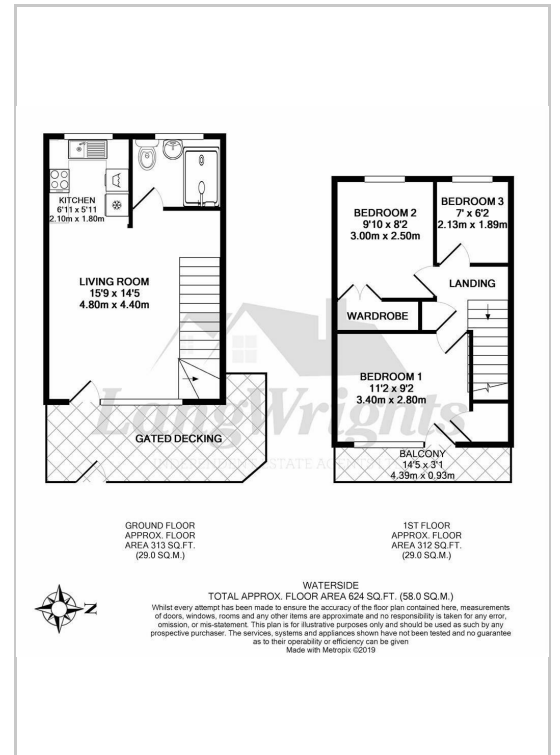 KITCHEN
6'11 x 5'11
2.10m x 1.80m
LIVING ROOM
15'9 x 14'5
4.80m x 4.40m
GATED DECKING
BEDROOM 2
9'10 x 8'2
3.00m x 2.50m
BEDROOM 3
7' x 6'2
2.13m x 1.89m
LANDING
WARDROBE
BEDROOM 1
11'2 x 9'2
3.40m x 2.80m
BALCONY
14'5 x 3'1
4.39m x 0.93m
LangWrights
INDEPENDENT ESTATE AGENTS
GROUND FLOOR
APPROX. FLOOR
AREA 313 SQ.FT.
(29.0 SQ.M.)
1ST FLOOR
APPROX. FLOOR
AREA 312 SQ.FT.
(29.0 SQ.M.)
N
WATERSIDE
TOTAL APPROX. FLOOR AREA 624 SQ.FT. (58.0 SQ.M.)
Whilst every attempt has been made to ensure the accuracy of the floor plan contained here, measurements
of doors, windows, rooms and any other items are approximate and no responsibility is taken for any error,
omission, or mis-statement. This plan is for illustrative purposes only and should be used as such by any
prospective purchaser. The services, systems and appliances shown have not been tested and no guarantee
as to their operability or efficiency can be given
Made with Metropix ©2019